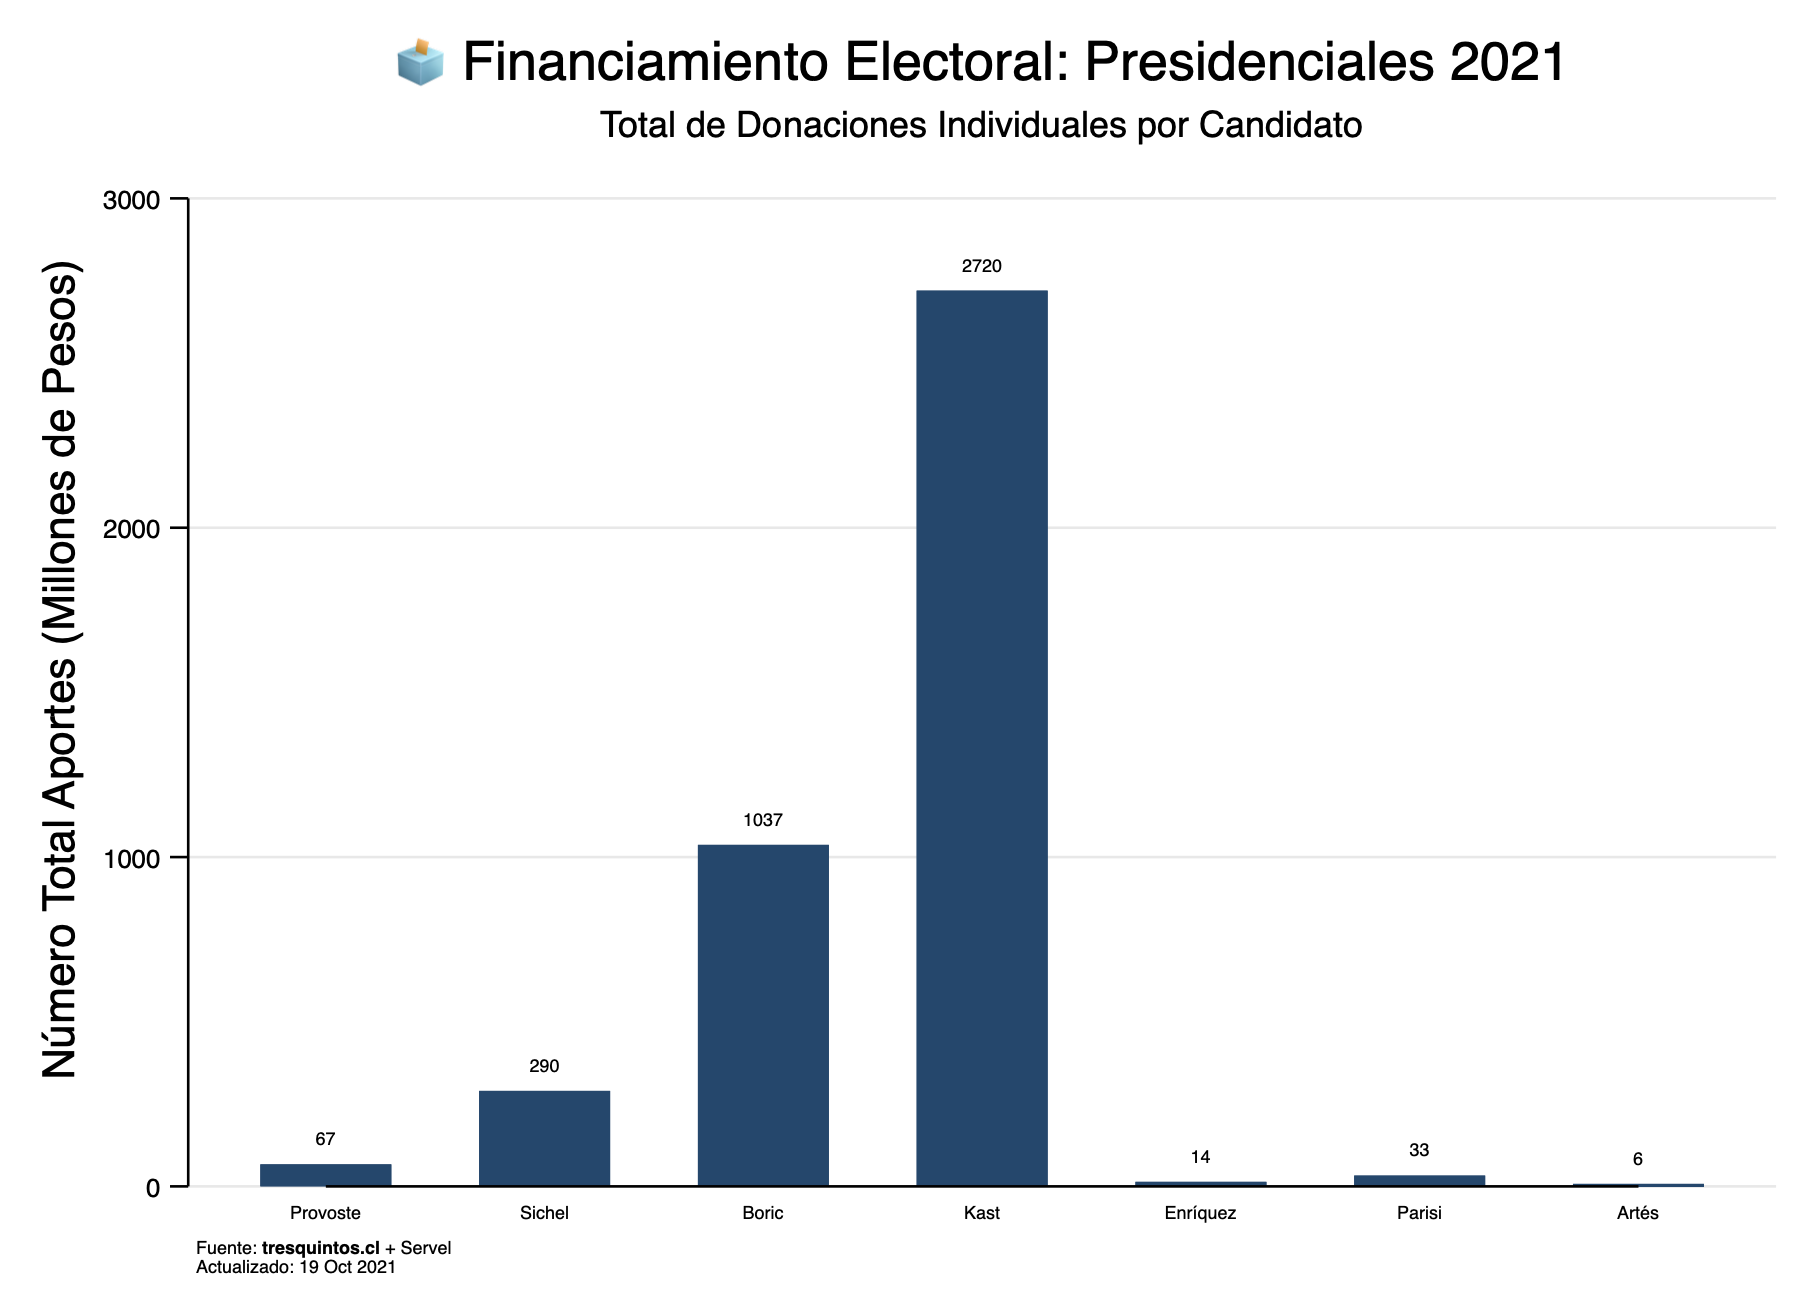 Financiamiento Electoral: Presidenciales 2021
Total de Donaciones Individuales por Candidato
Número Total Aportes (Millones de Pesos)
3000
2000
1000
0
67
290
1037
2720
14
33
6
Provoste
Sichel
Boric
Kast
Enríquez
Parisi
Artés
Fuente: tresquintos.cl + Servel
Actualizado: 19 Oct 2021